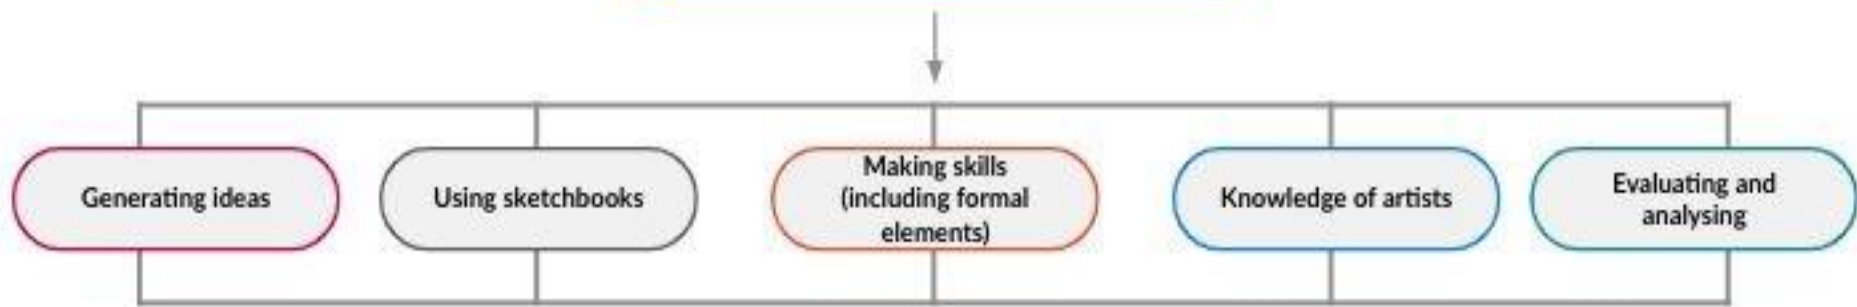 Generating ideas
Using sketchbooks
Making skills
(including formal
elements)
Knowledge of artists
Evaluating and
analysing